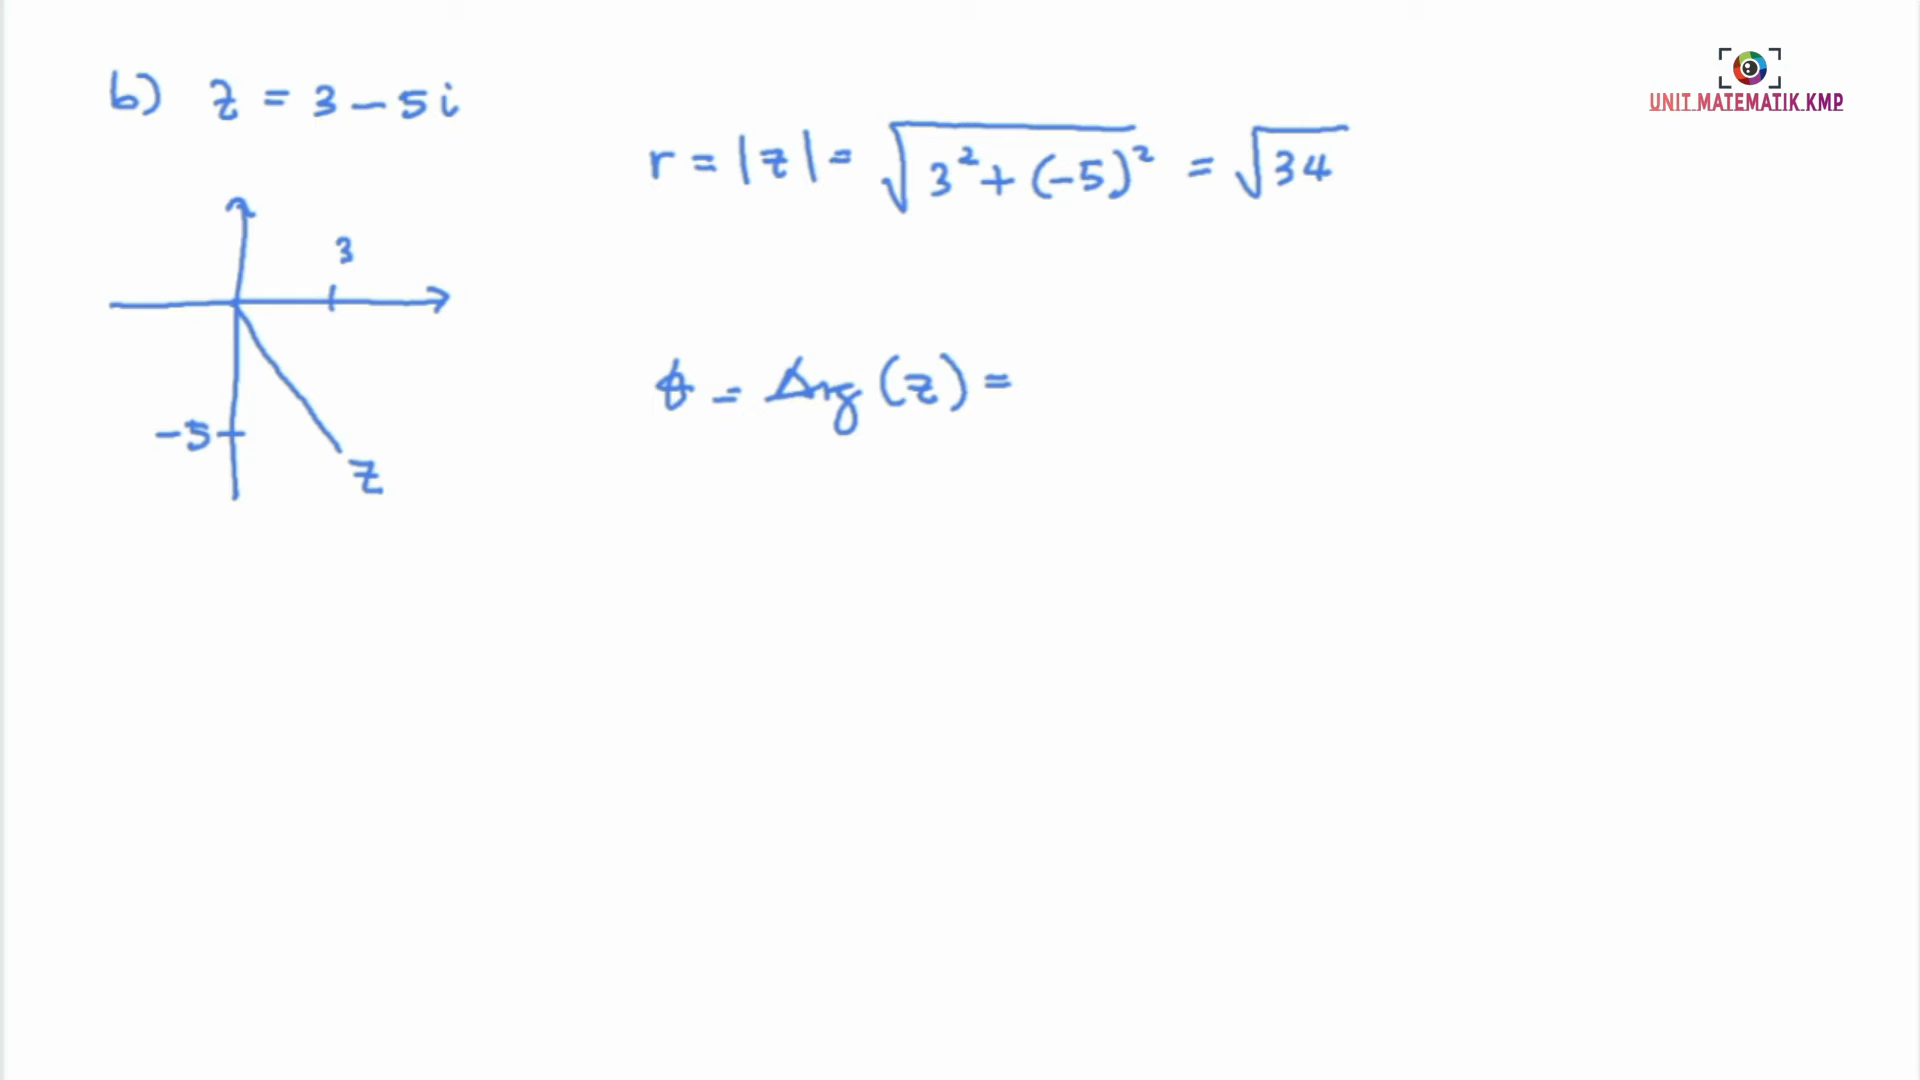 b) z = 3 - 5i
UNIT MATEMATIK KMP
r = |z| = √(3² + (-5)²) = √34
3
θ = Arg(z) =
-5
z